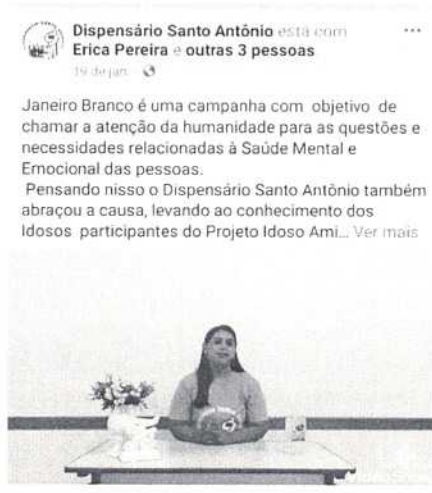 Dispensário Santo Antônio está com
Erica Pereira e outras 3 pessoas
19 de jan.
Janeiro Branco é uma campanha com objetivo de
chamar a atenção da humanidade para as questões e
necessidades relacionadas à Saúde Mental e
Emocional das pessoas.
Pensando nisso o Dispensário Santo Antônio também
abraçou a causa, levando ao conhecimento dos
Idosos participantes do Projeto Idoso Ami... Ver mais